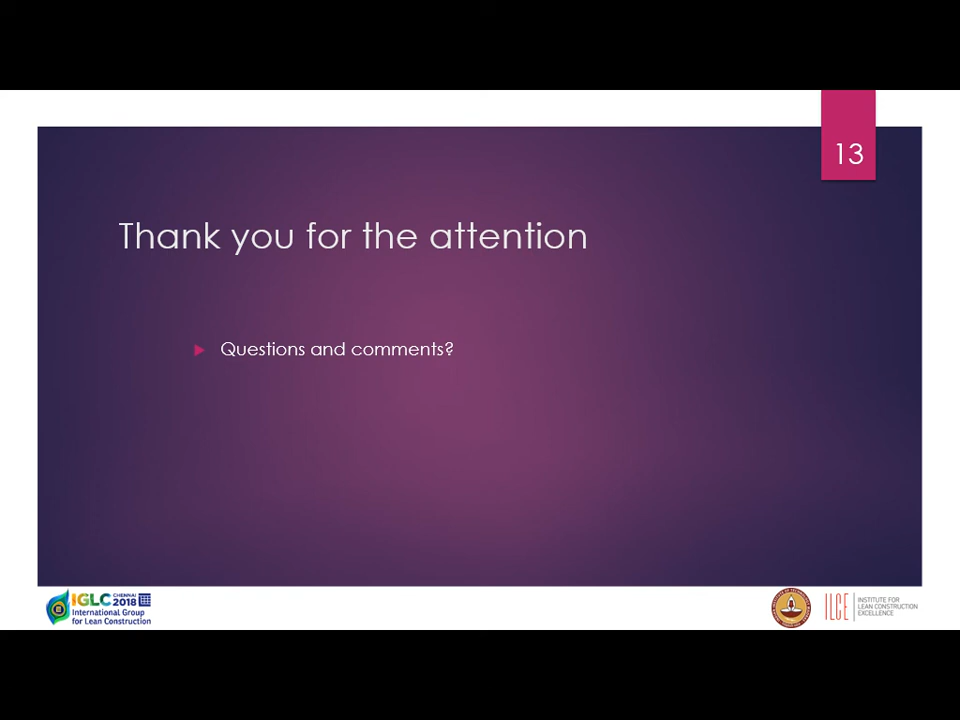 13
Thank you for the attention
Questions and comments?
IGLC CHENNAI 2018
International Group
for Lean Construction
ILCE
INSTITUTE FOR
LEAN CONSTRUCTION
EXCELLENCE